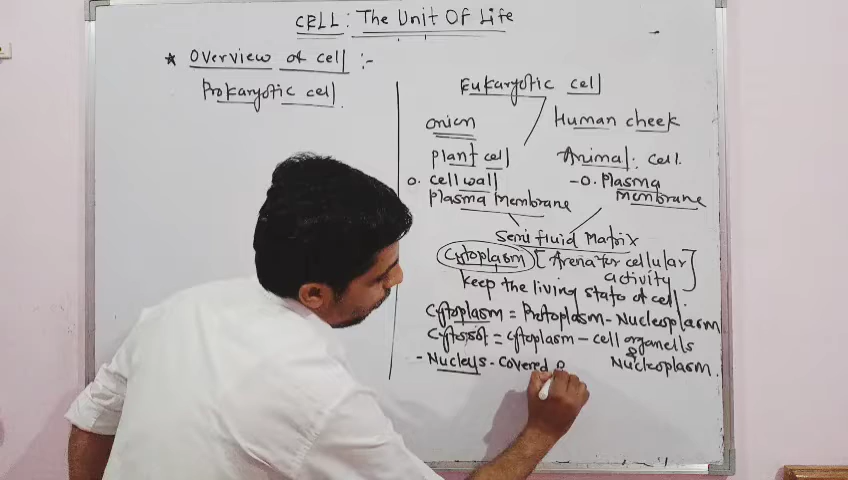 CELL: The Unit Of Life
* Overview of cell :-
Prokaryotic cell
Eukaryotic cell
onion
Plant cell
o. cell wall
Plasma Membrane
Human cheek
Animal. cell.
-o. Plasma
Membrane
Semi fluid Matrix
Cytoplasm [Arena for cellular
activity]
keep the living state of cell.
Cytoplasm = Protoplasm - Nucleoplasm
Cytosol = Cytoplasm - cell organells
& Nucleoplasm.
- Nucleus - Covered